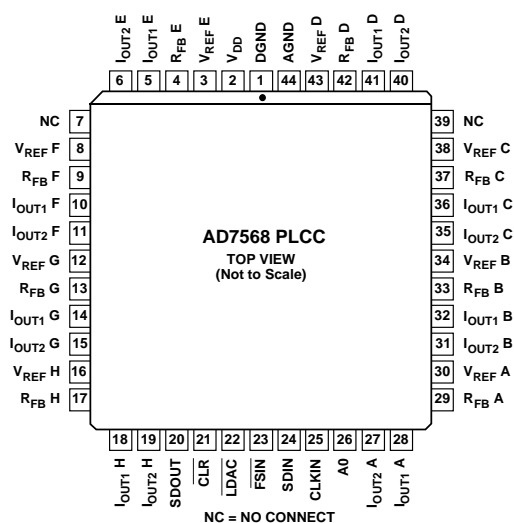 IOUT2 E
IOUT1 E
RFB E
VREF E
VDD
DGND
AGND
VREF D
RFB D
IOUT1 D
IOUT2 D
6 5 4 3 2 1 44 43 42 41 40
NC 7
VREF F 8
RFB F 9
IOUT1 F 10
IOUT2 F 11
VREF G 12
RFB G 13
IOUT1 G 14
IOUT2 G 15
VREF H 16
RFB H 17
AD7568 PLCC
TOP VIEW
(Not to Scale)
39 NC
38 VREF C
37 RFB C
36 IOUT1 C
35 IOUT2 C
34 VREF B
33 RFB B
32 IOUT1 B
31 IOUT2 B
30 VREF A
29 RFB A
18 19 20 21 22 23 24 25 26 27 28
IOUT1 H
IOUT2 H
SDOUT
CLR
LDAC
FSIN
SDIN
CLKIN
A0
IOUT2 A
IOUT1 A
NC = NO CONNECT